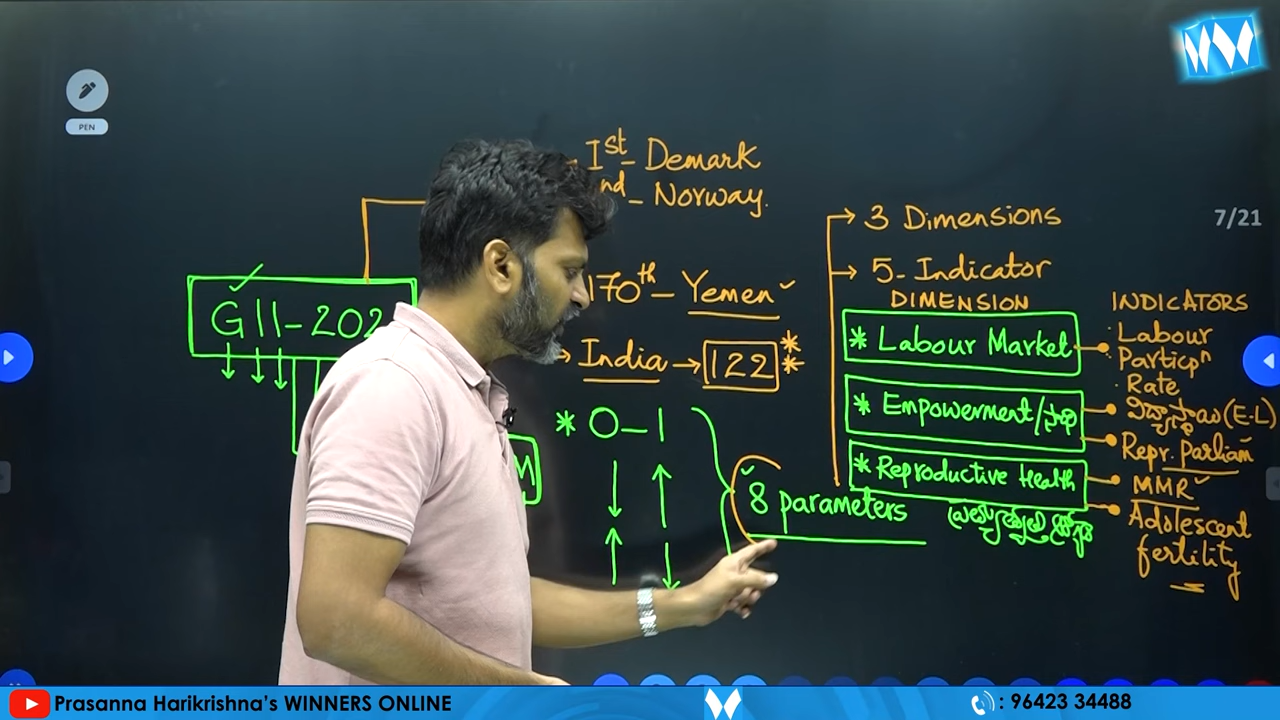 PEN
Ist - Demark
nd - Norway.
170th - Yemen
India → 122 **
GII-202
* 0-1
M
8 parameters
7/21
→ 3 Dimensions
→ 5-Indicator
DIMENSION
INDICATORS
* Labour Market
Labour
Particpn
Rate
* Empowerment/
(E.L)
Repr. Parliam
* Reproductive Health
MMR
Adolescent
fertility
Prasanna Harikrishna's WINNERS ONLINE
: 96423 34488